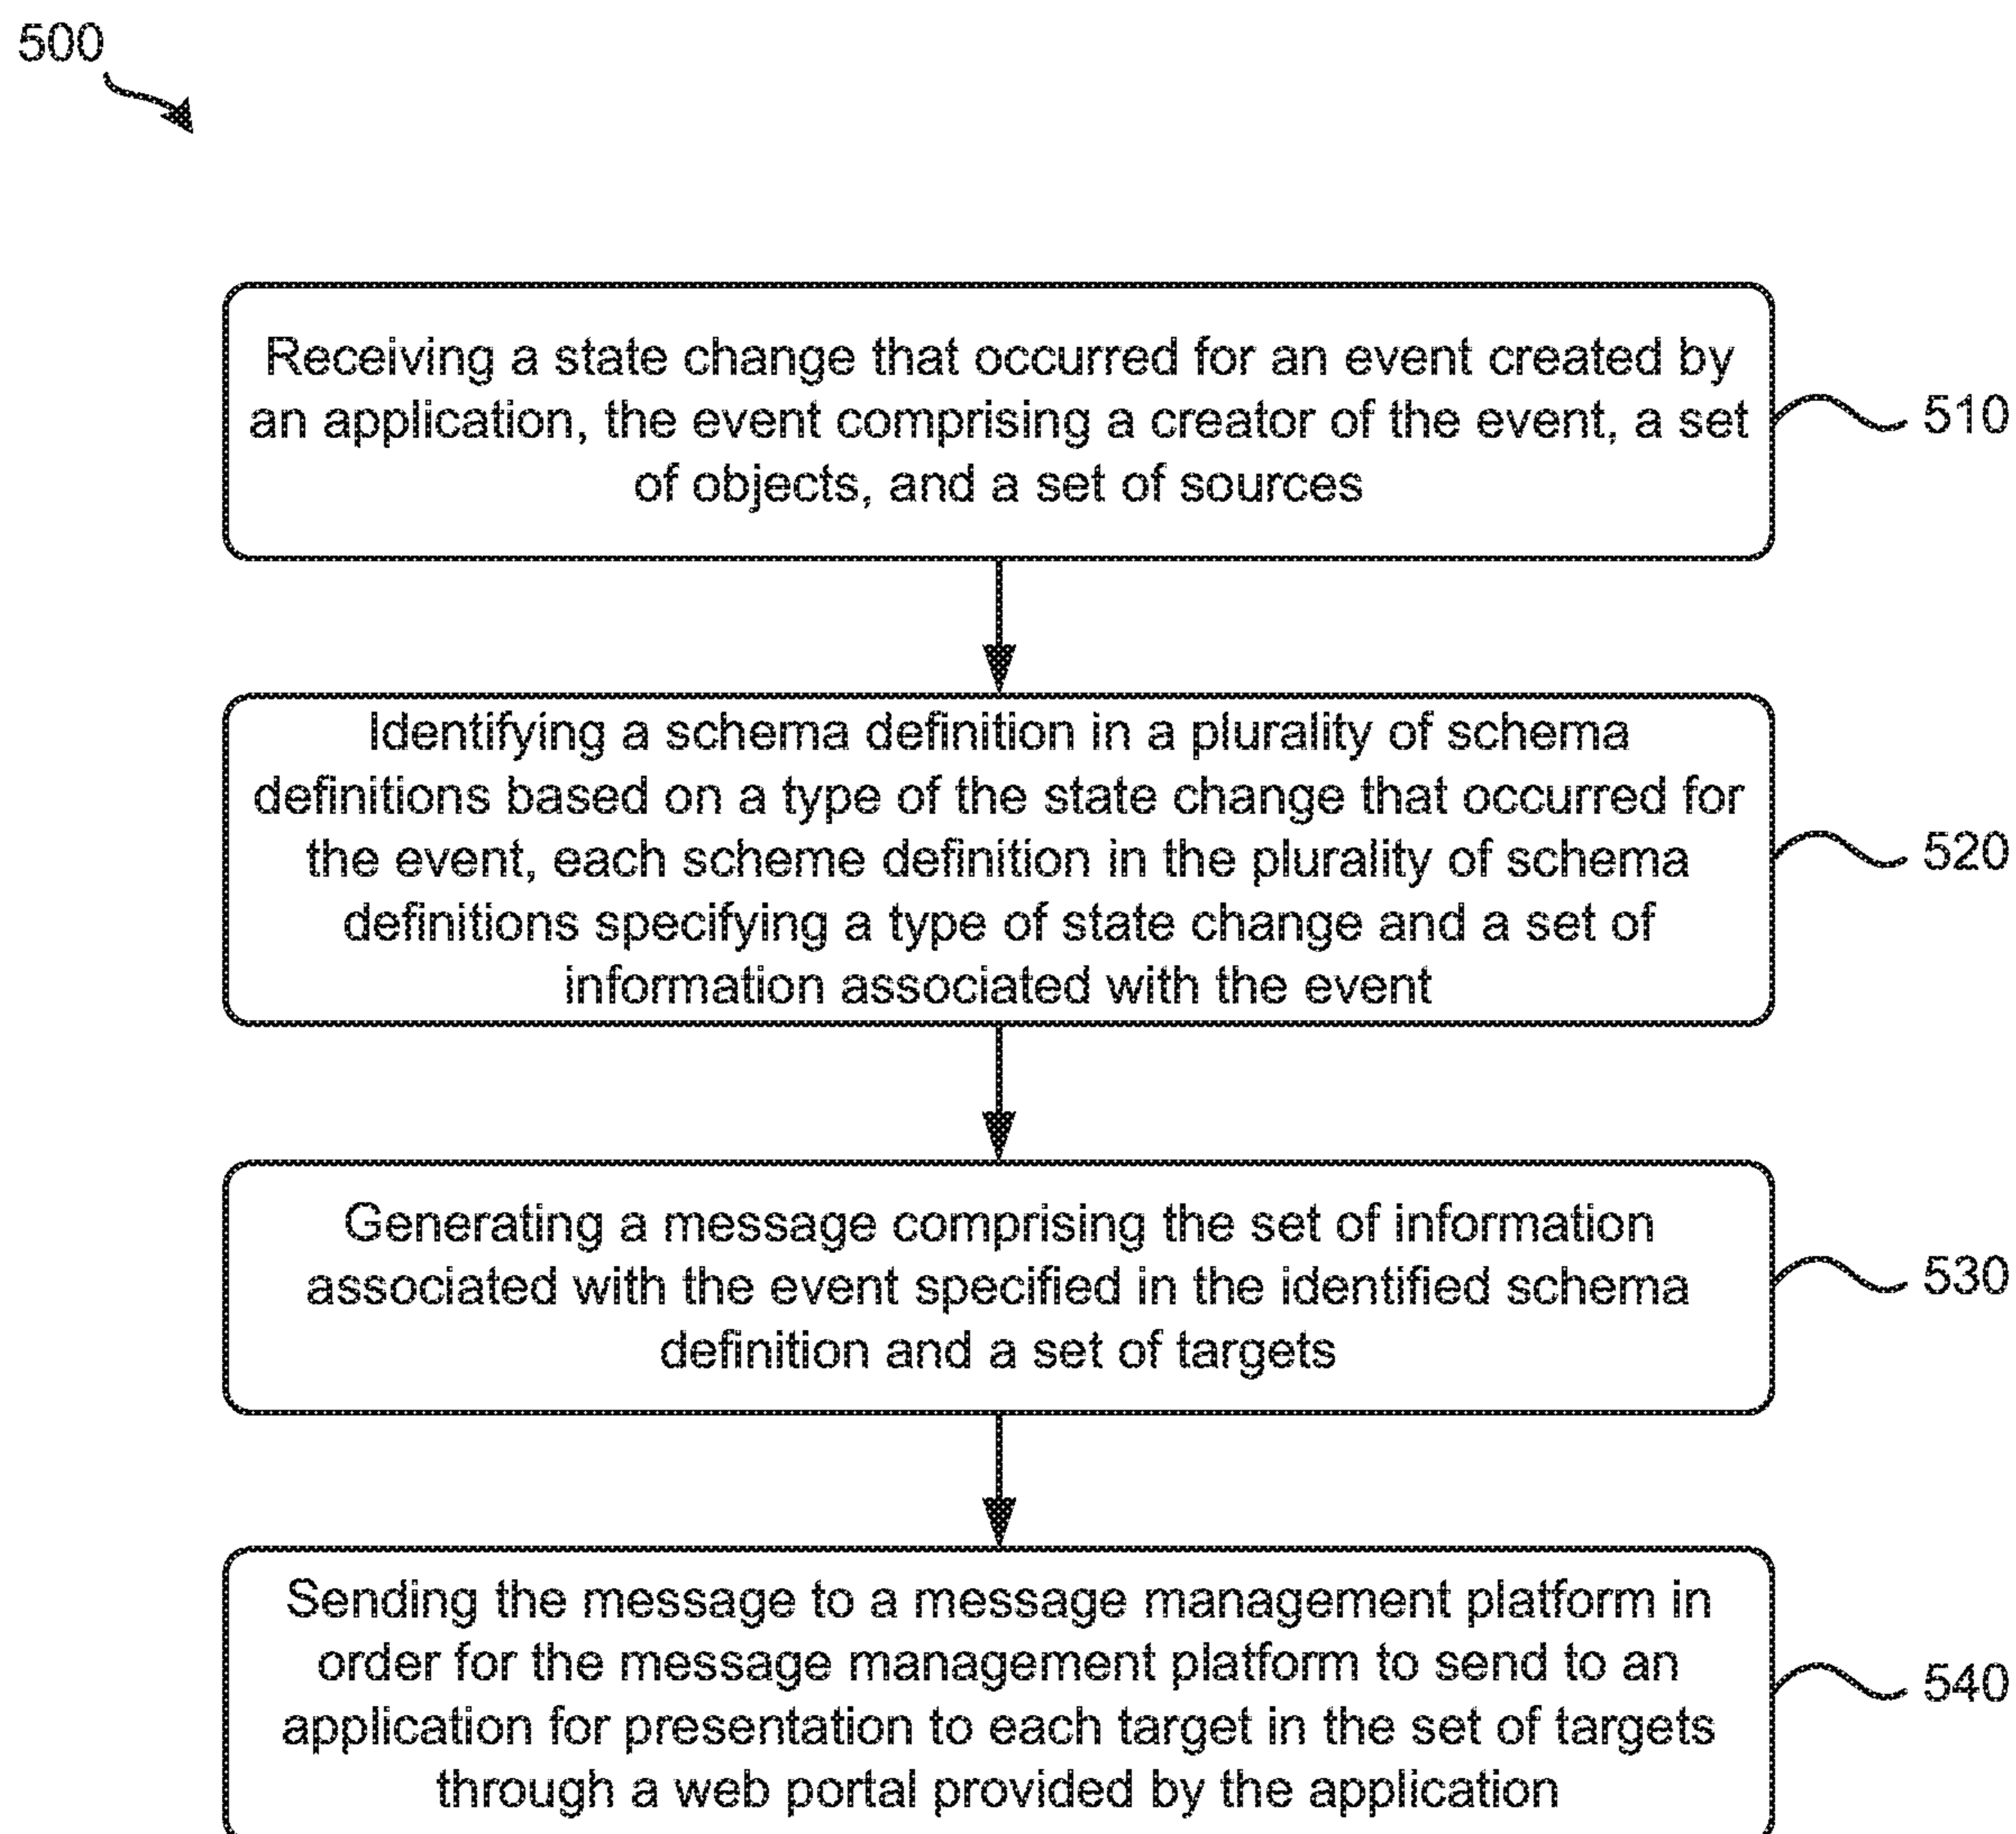 500
Receiving a state change that occurred for an event created by
an application, the event comprising a creator of the event, a set
of objects, and a set of sources
510
Identifying a schema definition in a plurality of schema
definitions based on a type of the state change that occurred for
the event, each scheme definition in the plurality of schema
definitions specifying a type of state change and a set of
information associated with the event
520
Generating a message comprising the set of information
associated with the event specified in the identified schema
definition and a set of targets
530
Sending the message to a message management platform in
order for the message management platform to send to an
application for presentation to each target in the set of targets
through a web portal provided by the application
540